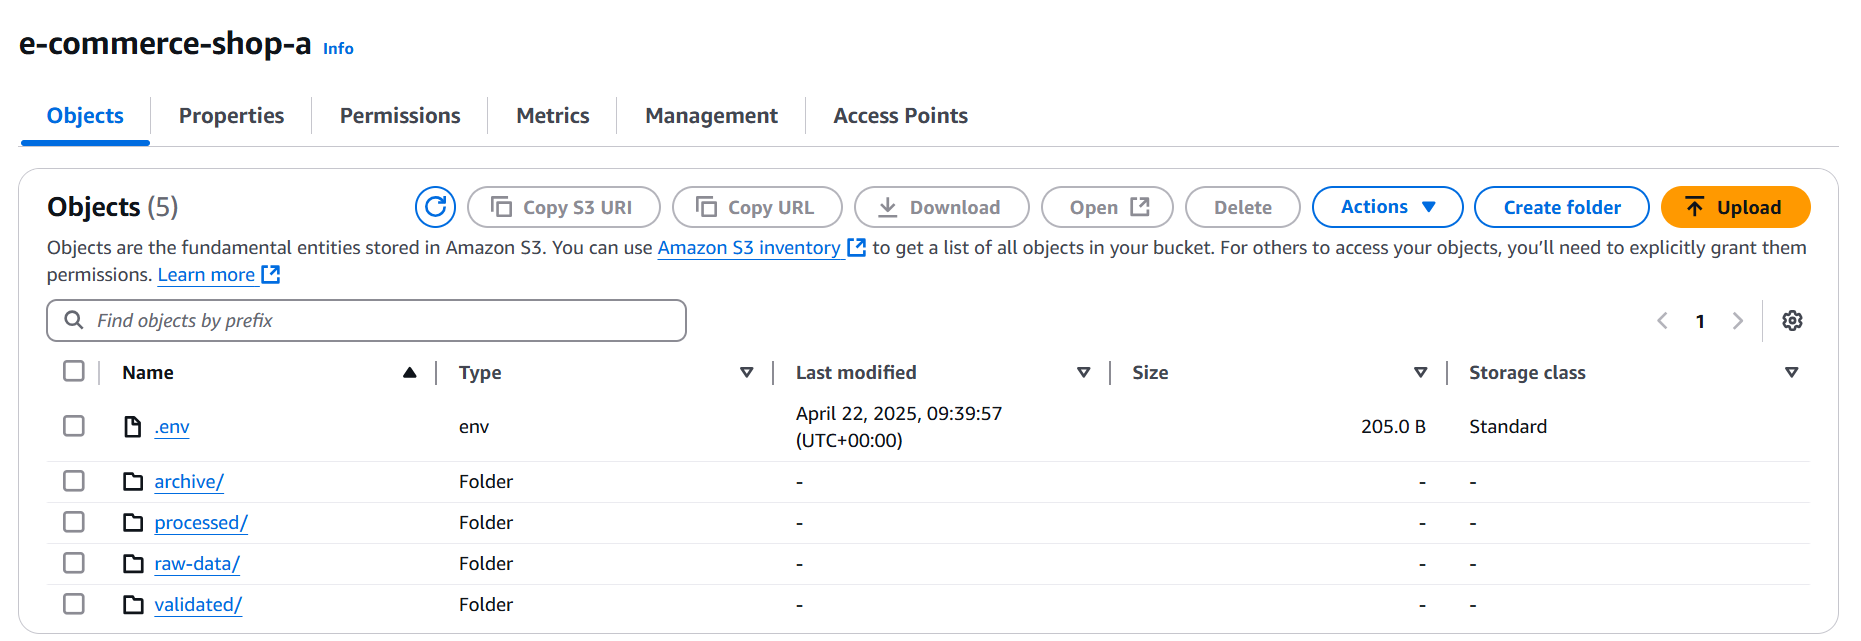 e-commerce-shop-a Info
Objects Properties Permissions Metrics Management Access Points
Objects (5) Copy S3 URI Copy URL Download Open Delete Actions Create folder Upload
Objects are the fundamental entities stored in Amazon S3. You can use Amazon S3 inventory to get a list of all objects in your bucket. For others to access your objects, you’ll need to explicitly grant them
permissions. Learn more
Find objects by prefix 1
Name Type Last modified Size Storage class
.env env April 22, 2025, 09:39:57 205.0 B Standard
(UTC+00:00)
archive/ Folder - - -
processed/ Folder - - -
raw-data/ Folder - - -
validated/ Folder - - -